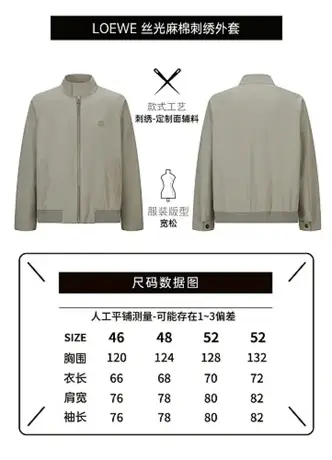 LOEWE 丝光麻棉刺绣外套
款式工艺
刺绣-定制面辅料
服装版型
宽松
尺码数据图
人工平铺测量-可能存在1~3偏差
SIZE 46 48 52 52
胸围 120 124 128 132
衣长 66 68 70 72
肩宽 76 78 80 82
袖长 76 78 80 82